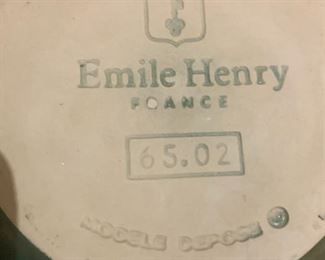 Emile Henry
FRANCE
65.02
MODELE DEPOSE